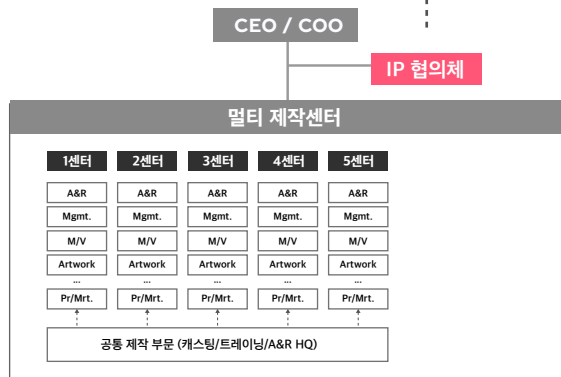 CEO / COO
IP 협의체
멀티 제작센터
1센터 2센터 3센터 4센터 5센터
A&R A&R A&R A&R A&R
Mgmt. Mgmt. Mgmt. Mgmt. Mgmt.
M/V M/V M/V M/V M/V
Artwork Artwork Artwork Artwork Artwork
... ... ... ... ...
Pr/Mrt. Pr/Mrt. Pr/Mrt. Pr/Mrt. Pr/Mrt.
공통 제작 부문 (캐스팅/트레이닝/A&R HQ)